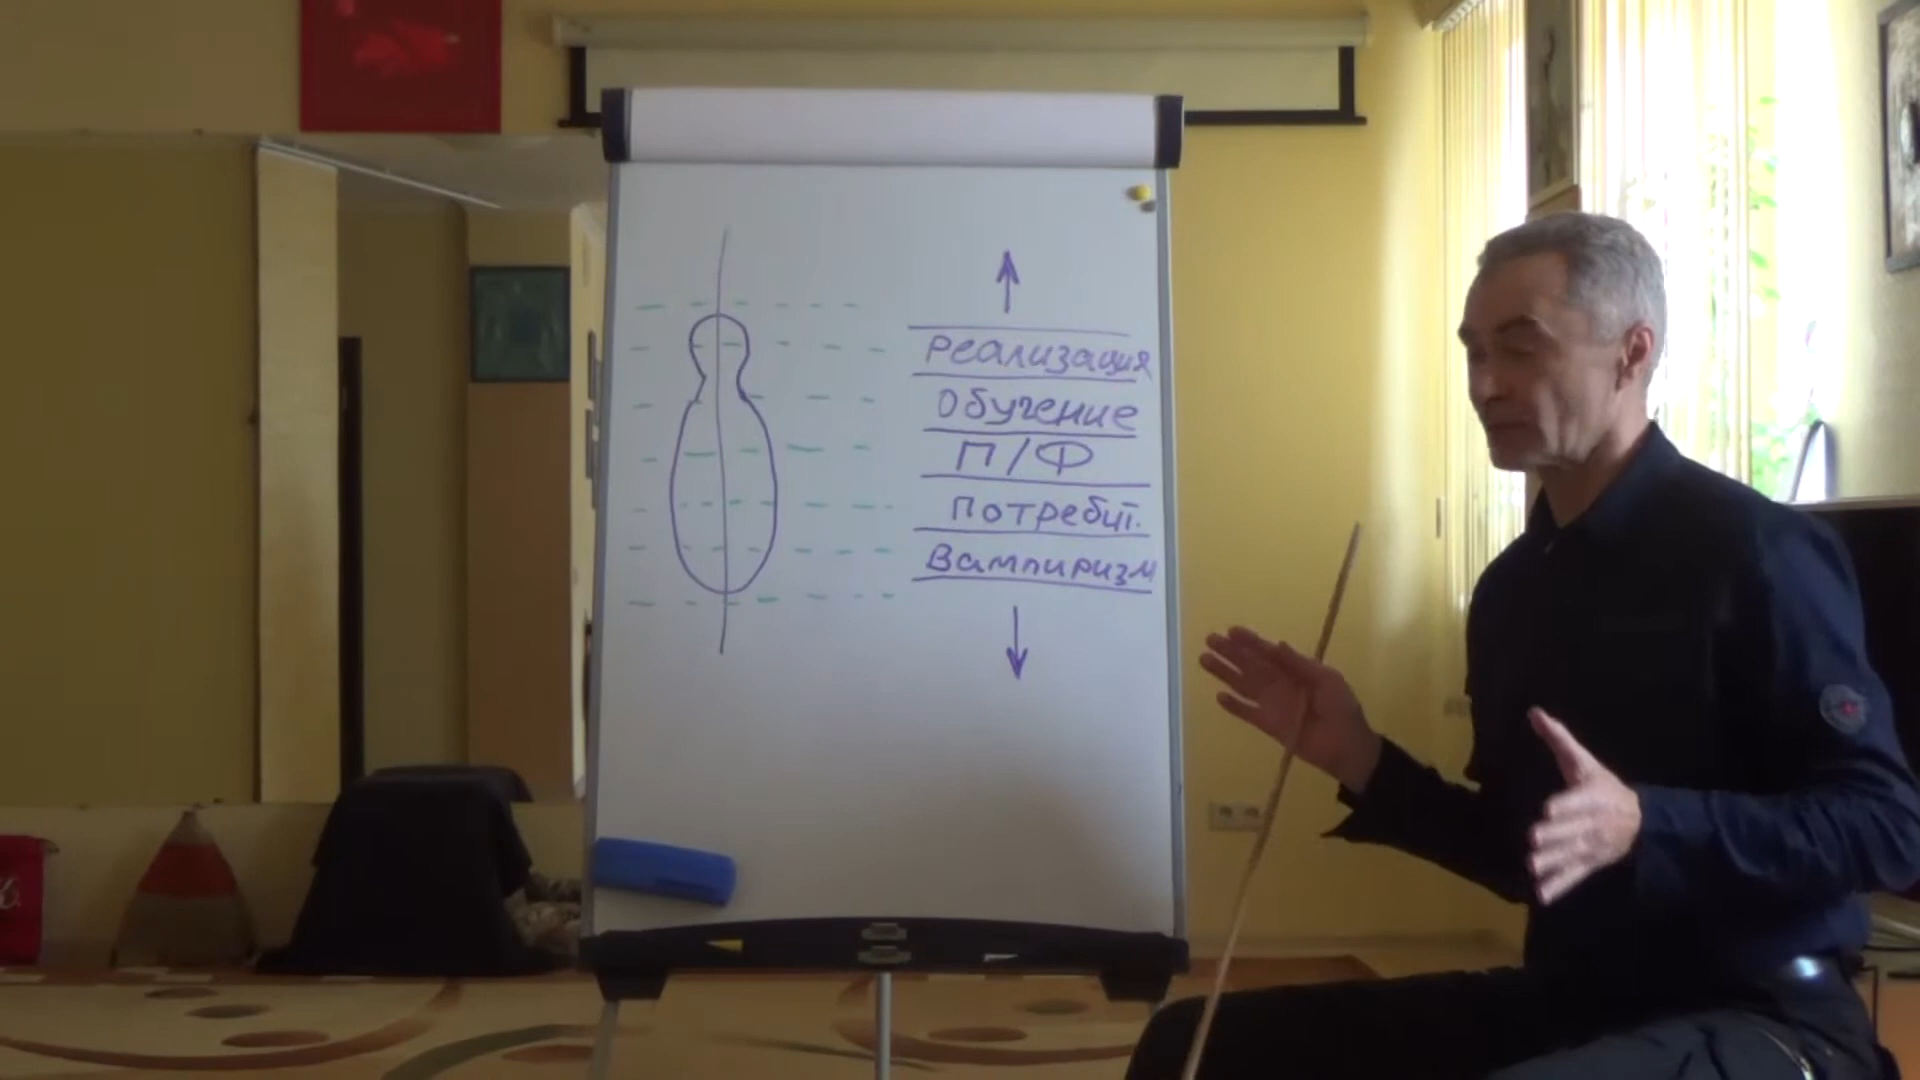 Реализация
Обучение
П/Ф
Потребит.
Вампиризм